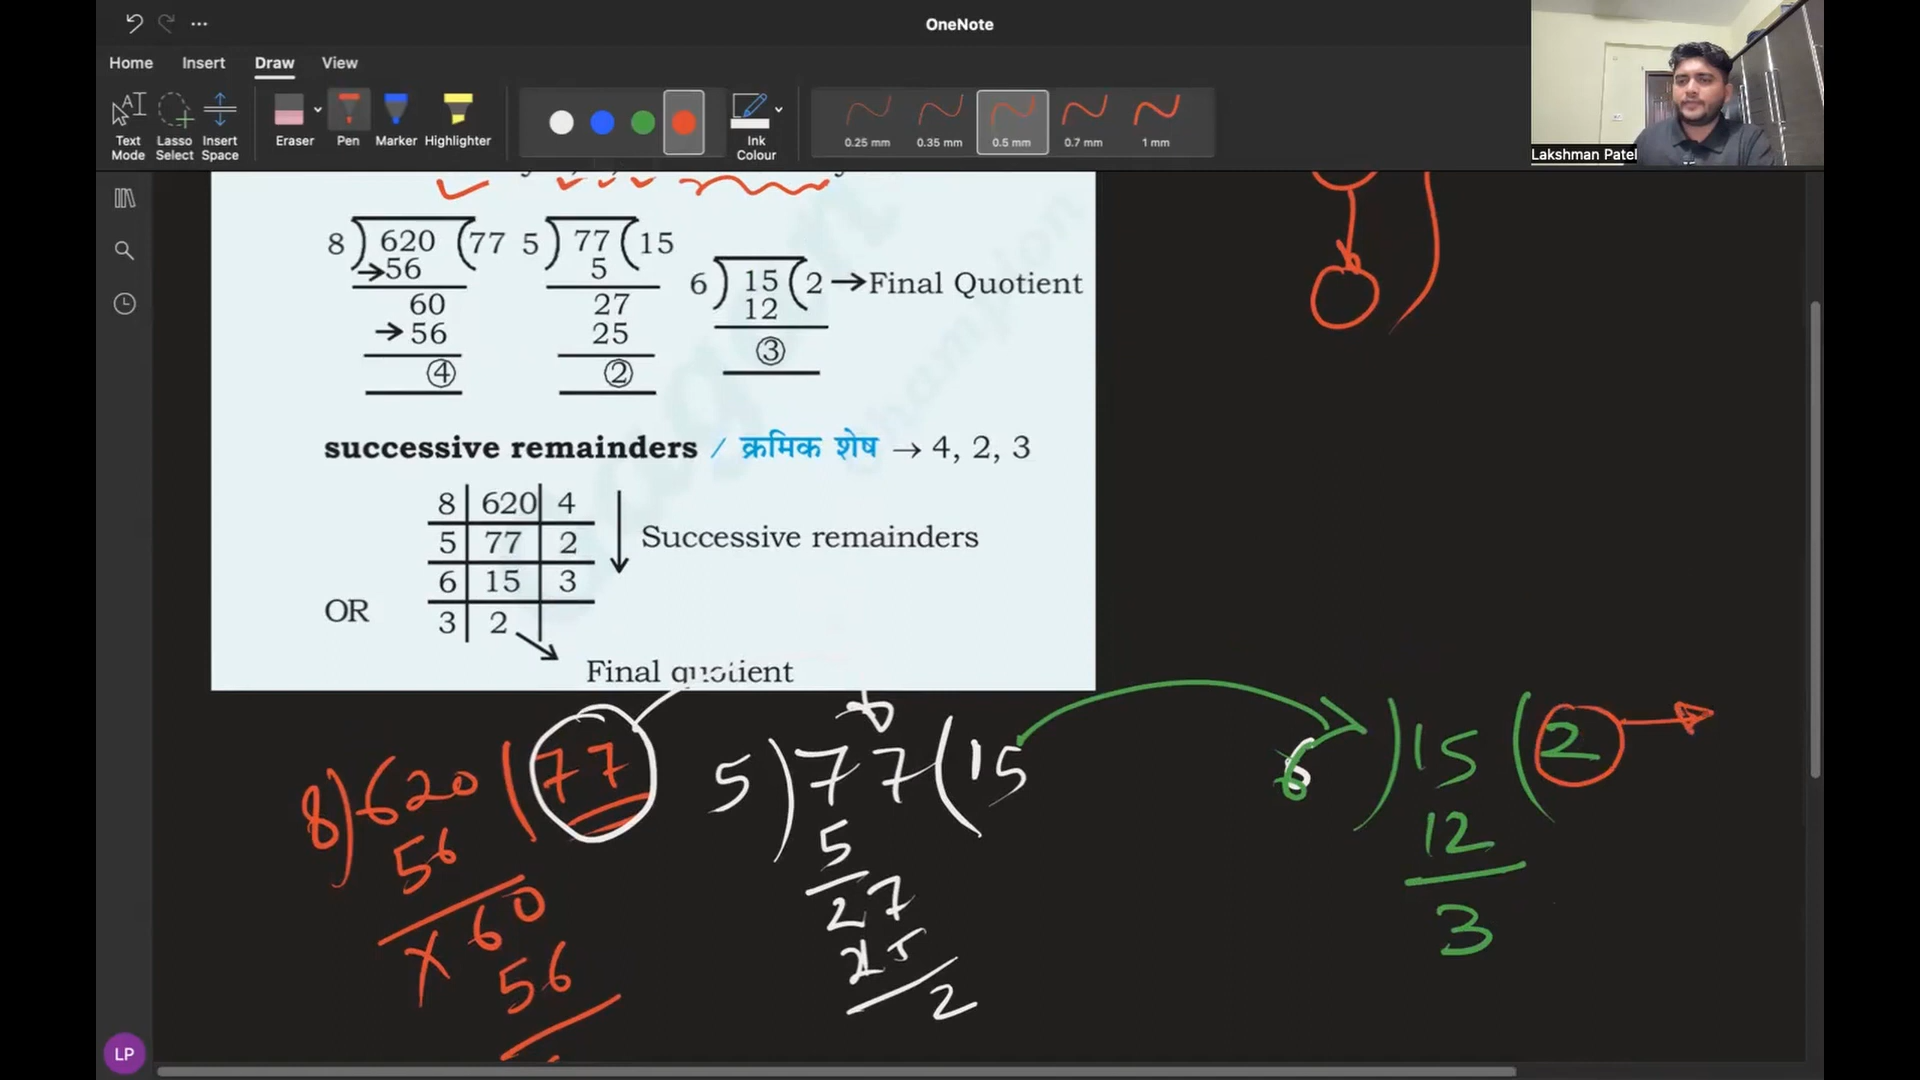 OneNote
Home Insert Draw View
Text Mode
Lasso Select
Insert Space
Eraser
Pen
Marker
Highlighter
Ink Colour
0.25 mm
0.35 mm
0.5 mm
0.7 mm
1 mm
Lakshman Patel
8) 620 (77 5) 77 (15
→56 5
6) 15 (2 →Final Quotient
60 27 12
→56 25 ③
④ ②
successive remainders / क्रमिक शेष → 4, 2, 3
8 620 4
5 77 2 Successive remainders
6 15 3
OR 3 2
Final quotient
8) 620 (77 5) 77 (15 6) 15 (2
56 5 12
60 27 3
56 25
2
LP